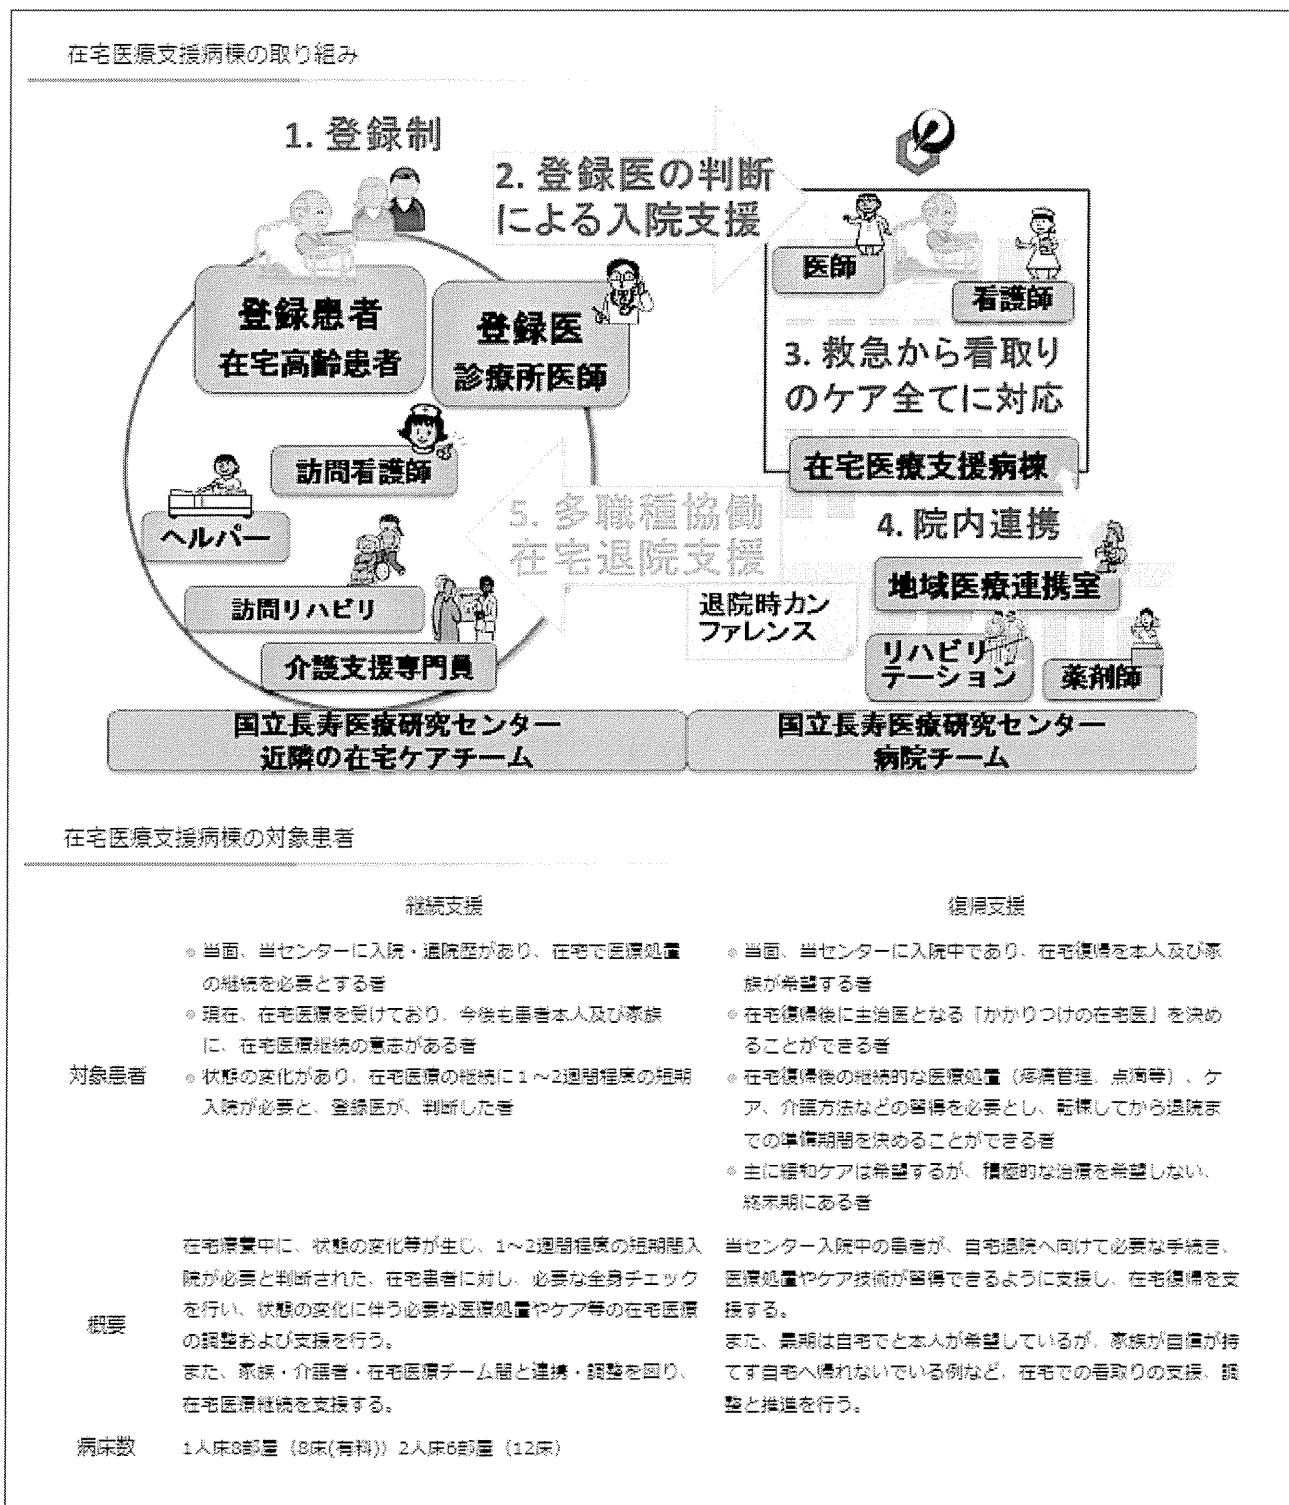 在宅医療支援病棟の取り組み
1. 登録制
2. 登録医の判断
による入院支援
登録患者
在宅高齢患者
登録医
診療所医師
医師
看護師
3. 救急から看取り
のケア全てに対応
在宅医療支援病棟
訪問看護師
ヘルパー
訪問リハビリ
介護支援専門員
5. 多職種協働
在宅退院支援
4. 院内連携
退院時カン
ファレンス
地域医療連携室
リハビリ
テーション
薬剤師
国立長寿医療研究センター
近隣の在宅ケアチーム
国立長寿医療研究センター
病院チーム
在宅医療支援病棟の対象患者
継続支援
復帰支援
対象患者
当面、当センターに入院・通院歴があり、在宅で医療処置
の継続を必要とする者
現在、在宅医療を受けており、今後も患者本人及び家族
に、在宅医療継続の意志がある者
状態の変化があり、在宅医療の継続に1～2週間程度の短期
入院が必要と、登録医が、判断した者
当面、当センターに入院中であり、在宅復帰を本人及び家
族が希望する者
在宅復帰後に主治医となる「かかりつけの在宅医」を決め
ることができる者
在宅復帰後の継続的な医療処置（疼痛管理、点滴等）、ケ
ア、介護方法などの習得を必要とし、転棟してから退院ま
での準備期間を決めることができる者
主に緩和ケアは希望するが、積極的な治療を希望しない、
終末期にある者
概要
在宅療養中に、状態の変化等が生じ、1～2週間程度の短期間入
院が必要と判断された、在宅患者に対し、必要な全身チェック
を行い、状態の変化に伴う必要な医療処置やケア等の在宅医療
の調整および支援を行う。
また、家族・介護者・在宅医療チーム間と連携・調整を図り、
在宅医療継続を支援する。
当センター入院中の患者が、自宅退院へ向けて必要な手続き、
医療処置やケア技術が習得できるように支援し、在宅復帰を支
援する。
また、最期は自宅でと本人が希望しているが、家族が自信が持
てず自宅へ帰れないでいる例など、在宅での看取りの支援、調
整と推進を行う。
病床数
1人床8部屋（8床(有料)）2人床6部屋（12床）